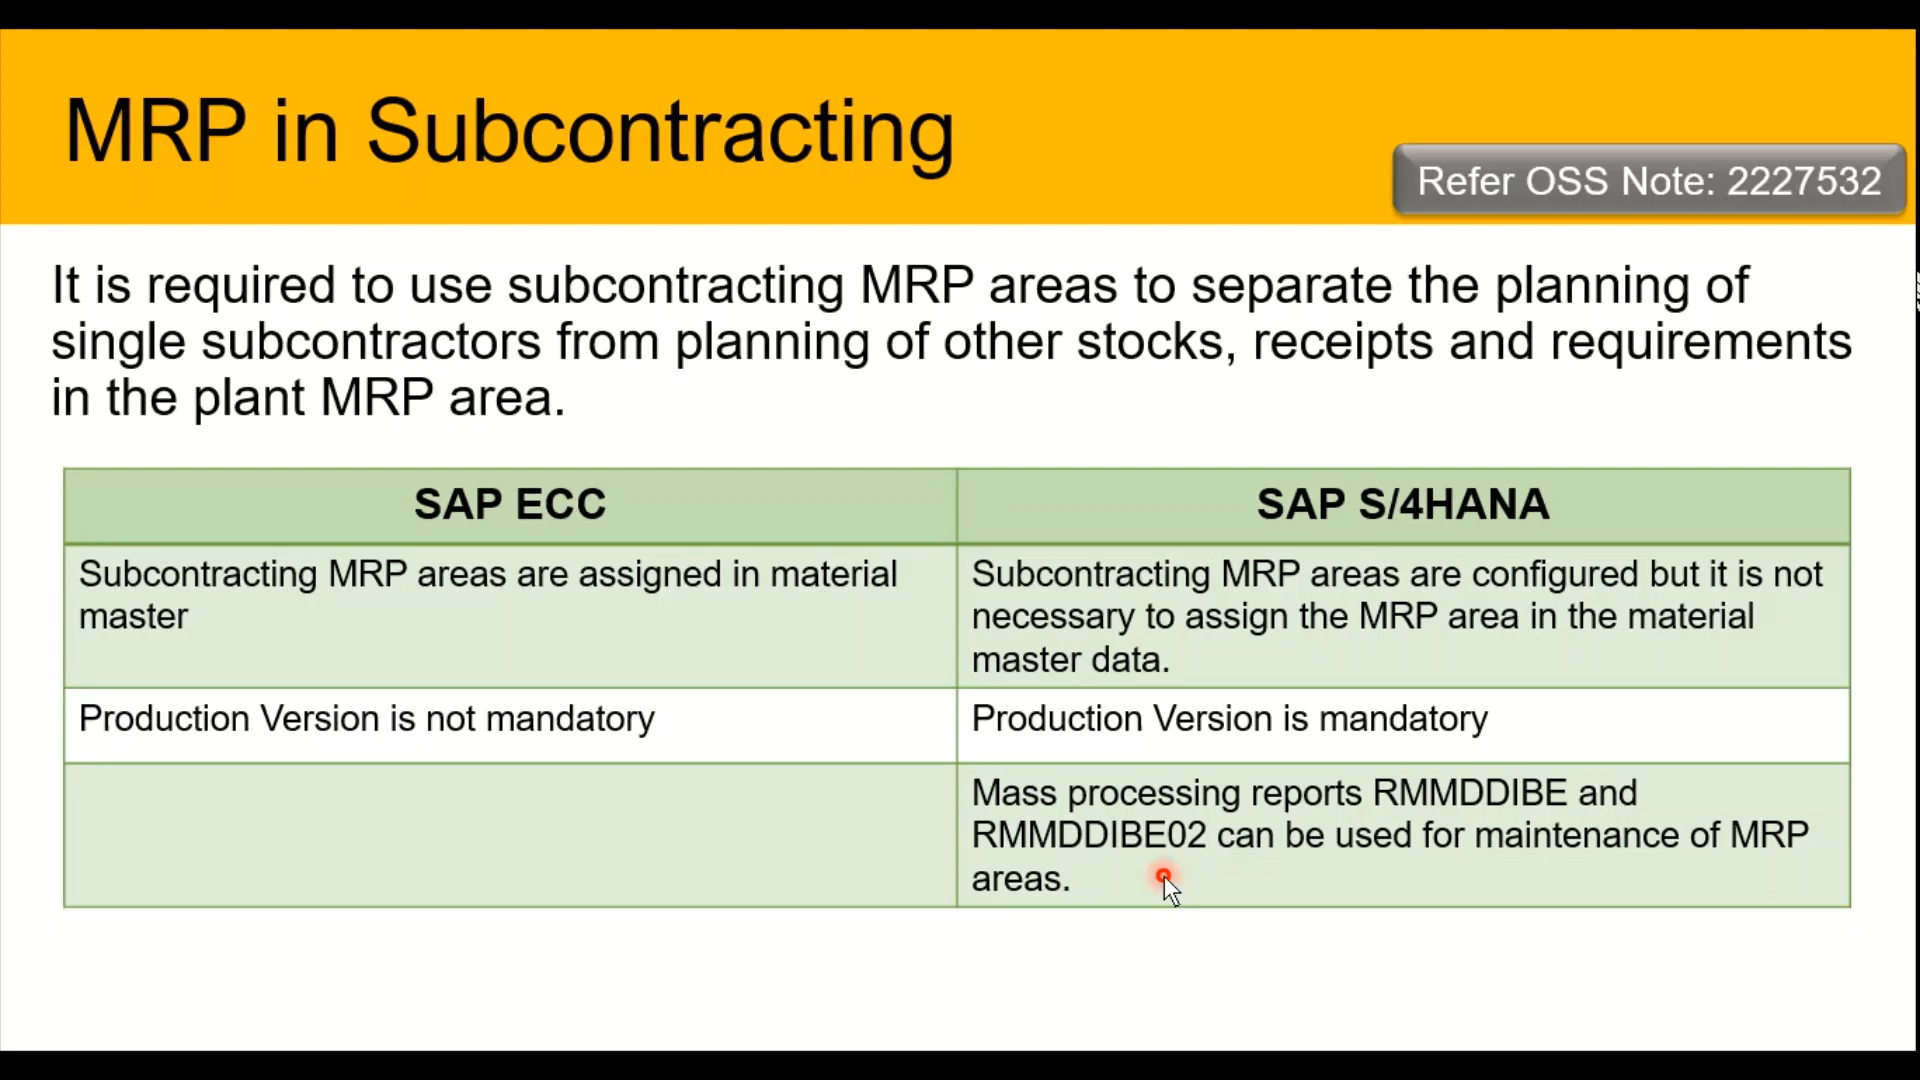 MRP in Subcontracting
Refer OSS Note: 2227532
It is required to use subcontracting MRP areas to separate the planning of
single subcontractors from planning of other stocks, receipts and requirements
in the plant MRP area.
SAP ECC
SAP S/4HANA
Subcontracting MRP areas are assigned in material
master
Subcontracting MRP areas are configured but it is not
necessary to assign the MRP area in the material
master data.
Production Version is not mandatory
Production Version is mandatory
Mass processing reports RMMDDIBE and
RMMDDIBE02 can be used for maintenance of MRP
areas.